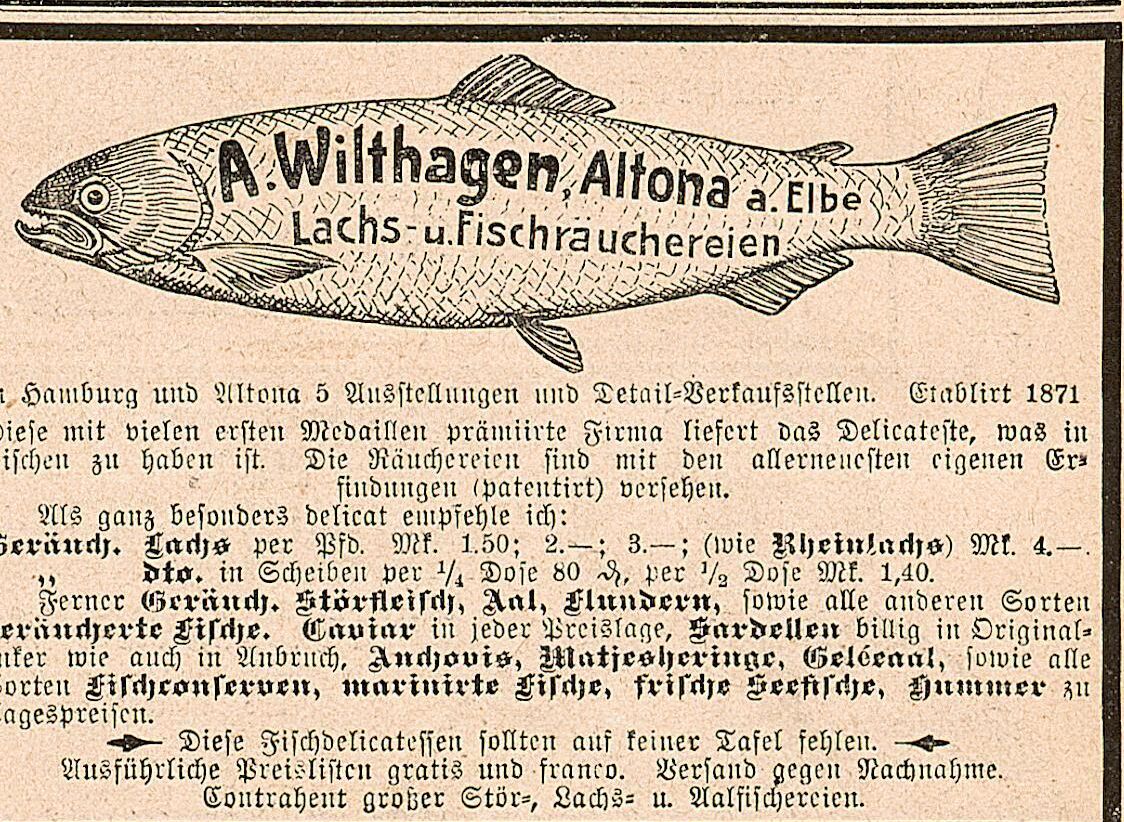 A. Wilthagen, Altona a. Elbe
Lachs- u. Fischräuchereien
Hamburg und Altona 5 Ausstellungen und Detail-Verkaufsstellen. Etablirt 1871
Diese mit vielen ersten Medaillen prämiirte Firma liefert das Delicateste, was in
ischen zu haben ist. Die Räuchereien sind mit den allerneuesten eigenen Er-
findungen (patentirt) versehen.
Als ganz besonders delicat empfehle ich:
Geräuch. Lachs per Pfd. Mk. 1.50; 2.—; 3.—; (wie Rheinlachs) Mk. 4.—.
„ dto. in Scheiben per 1/4 Dose 80 ₰, per 1/2 Dose Mk. 1,40.
Ferner Geräuch. Störfleisch, Aal, Flundern, sowie alle anderen Sorten
eräucherte Fische. Caviar in jeder Preislage, Sardellen billig in Original-
nker wie auch in Anbruch, Anchovis, Matjesheringe, Geléeaal, sowie alle
Sorten Fischconserven, marinirte Fische, frische Seefische, Hummer zu
agespreisen.
Diese Fischdelicatessen sollten auf keiner Tafel fehlen.
Ausführliche Preislisten gratis und franco. Versand gegen Nachnahme.
Contrahent großer Stör-, Lachs- u. Aalfischereien.